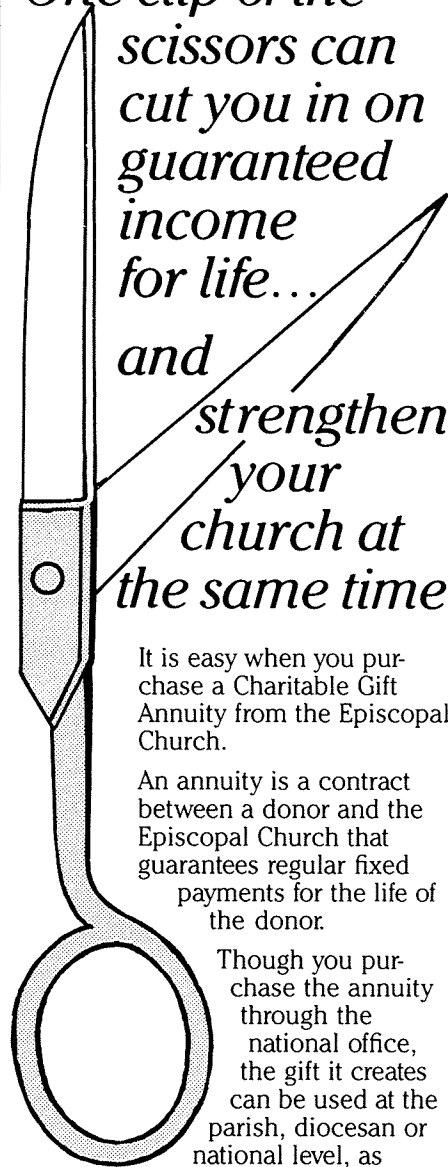 One clip of the
scissors can
cut you in on
guaranteed
income
for life...
and
strengthen
your
church at
the same time
It is easy when you pur-
chase a Charitable Gift
Annuity from the Episcopal
Church.
An annuity is a contract
between a donor and the
Episcopal Church that
guarantees regular fixed
payments for the life of
the donor.
Though you pur-
chase the annuity
through the
national office,
the gift it creates
can be used at the
parish, diocesan or
national level, as